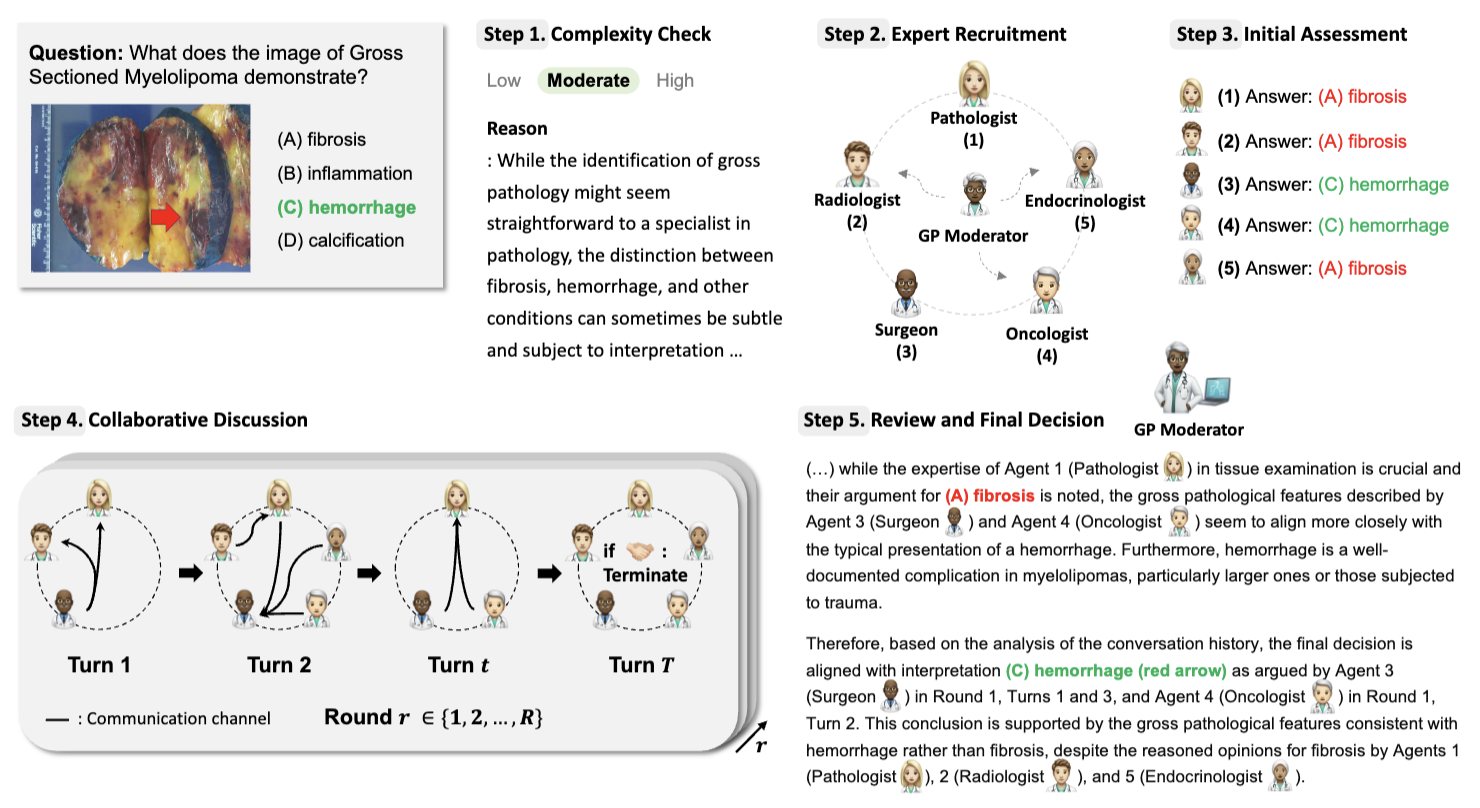 Question: What does the image of Gross
Sectioned Myelolipoma demonstrate?
(A) fibrosis
(B) inflammation
(C) hemorrhage
(D) calcification
Step 1. Complexity Check
Low Moderate High
Reason
: While the identification of gross
pathology might seem
straightforward to a specialist in
pathology, the distinction between
fibrosis, hemorrhage, and other
conditions can sometimes be subtle
and subject to interpretation ...
Step 2. Expert Recruitment
Pathologist
(1)
Radiologist
(2)
Endocrinologist
(5)
GP Moderator
Surgeon
(3)
Oncologist
(4)
Step 3. Initial Assessment
(1) Answer: (A) fibrosis
(2) Answer: (A) fibrosis
(3) Answer: (C) hemorrhage
(4) Answer: (C) hemorrhage
(5) Answer: (A) fibrosis
Step 4. Collaborative Discussion
if :
Terminate
Turn 1
Turn 2
Turn t
Turn T
— : Communication channel
Round r ∈ {1, 2, ... , R}
r
Step 5. Review and Final Decision
GP Moderator
(...) while the expertise of Agent 1 (Pathologist ) in tissue examination is crucial and
their argument for (A) fibrosis is noted, the gross pathological features described by
Agent 3 (Surgeon ) and Agent 4 (Oncologist ) seem to align more closely with
the typical presentation of a hemorrhage. Furthermore, hemorrhage is a well-
documented complication in myelolipomas, particularly larger ones or those subjected
to trauma.
Therefore, based on the analysis of the conversation history, the final decision is
aligned with interpretation (C) hemorrhage (red arrow) as argued by Agent 3
(Surgeon ) in Round 1, Turns 1 and 3, and Agent 4 (Oncologist ) in Round 1,
Turn 2. This conclusion is supported by the gross pathological features consistent with
hemorrhage rather than fibrosis, despite the reasoned opinions for fibrosis by Agents 1
(Pathologist ), 2 (Radiologist ), and 5 (Endocrinologist ).